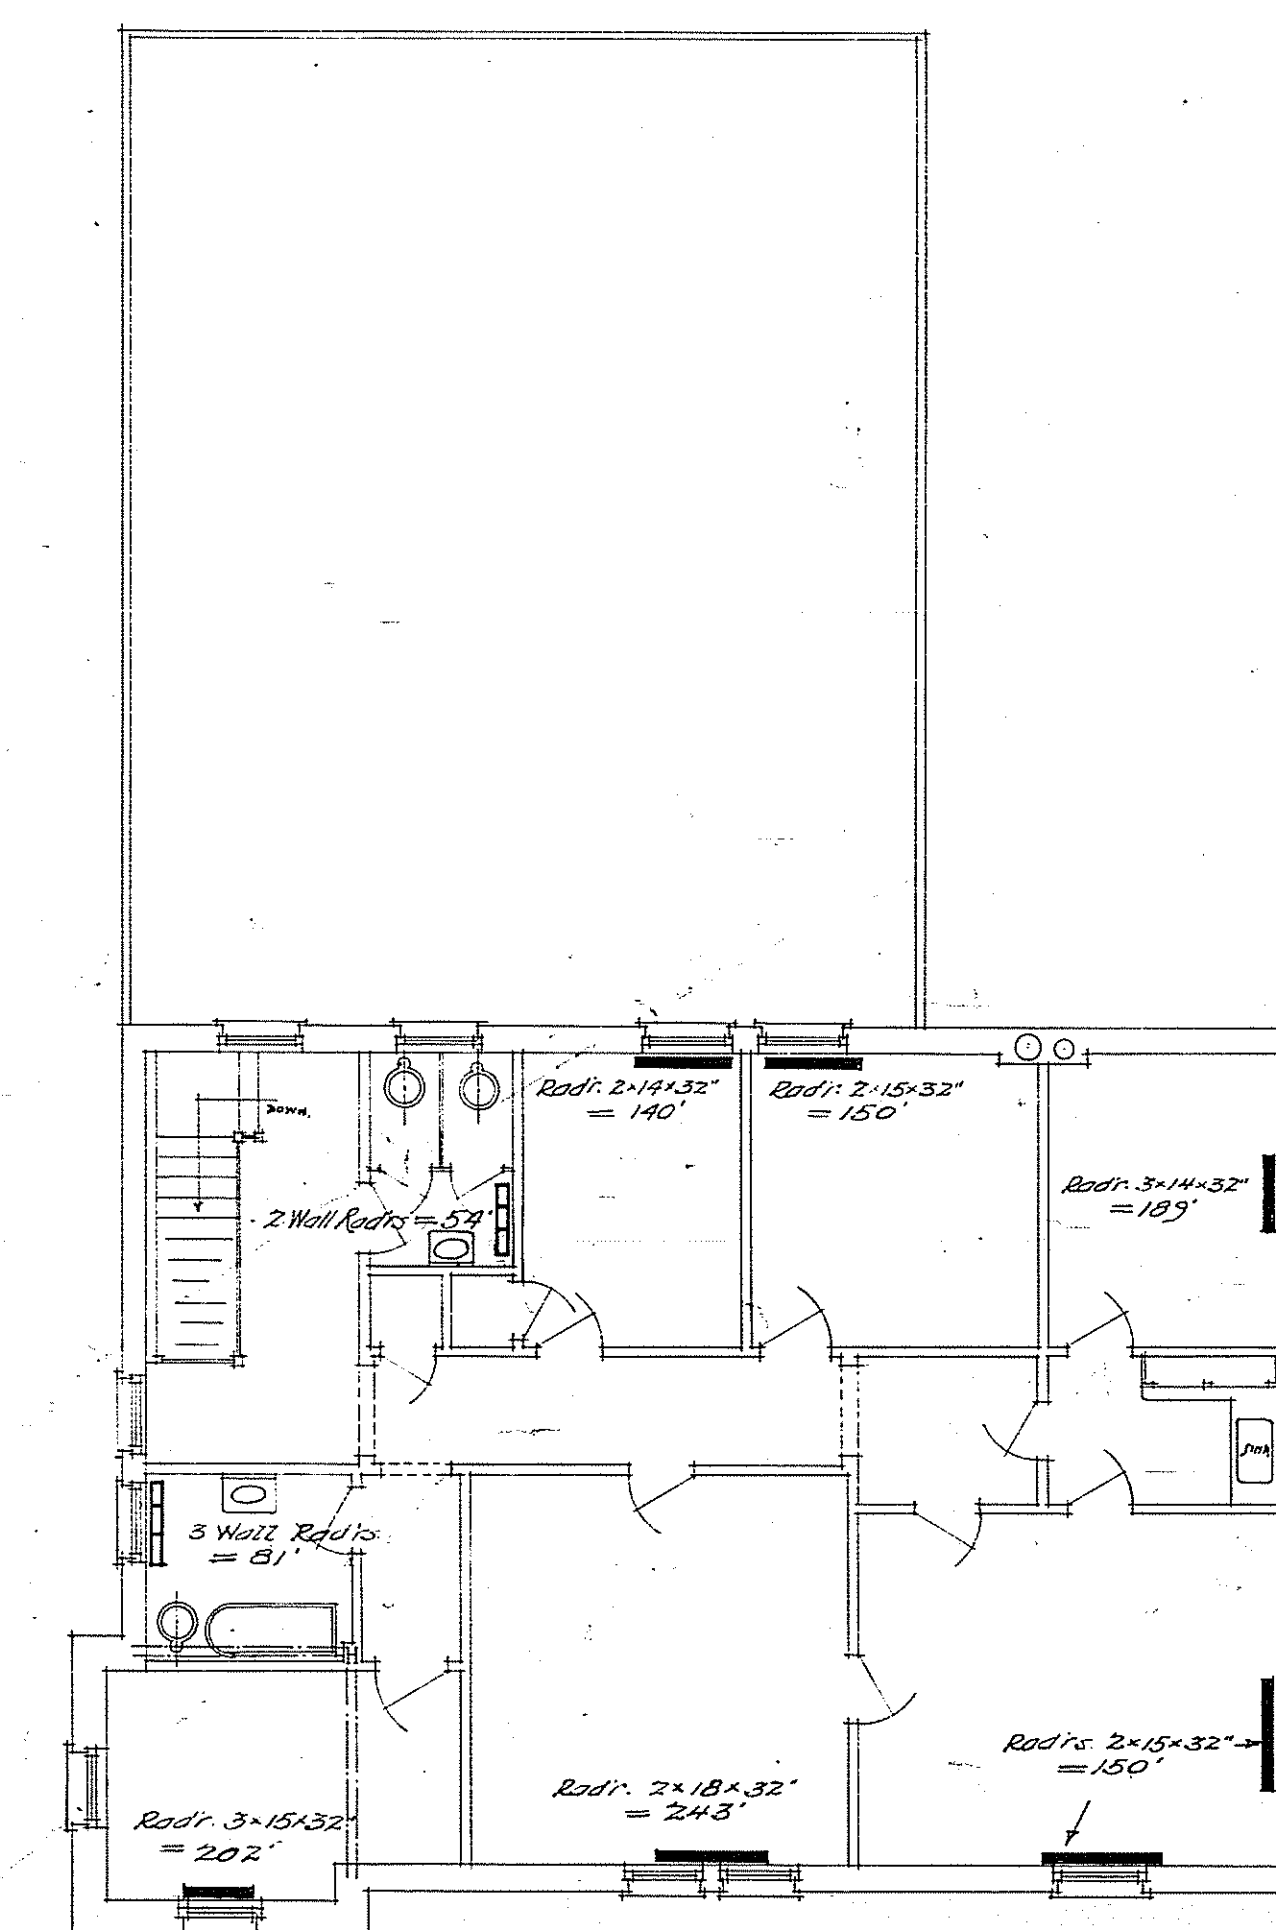 DOWN.
Radr. 2×14×32"
= 140'
Radr. 2×15×32"
= 150'
Radr. 3×14×32"
= 189'
2 Wall Radrs = 54'
Sink
3 Wall Radrs
= 81'
Radrs. 2×15×32"
= 150'
Radr. 2×18×32"
= 243'
Radr. 3×15×32"
= 202'